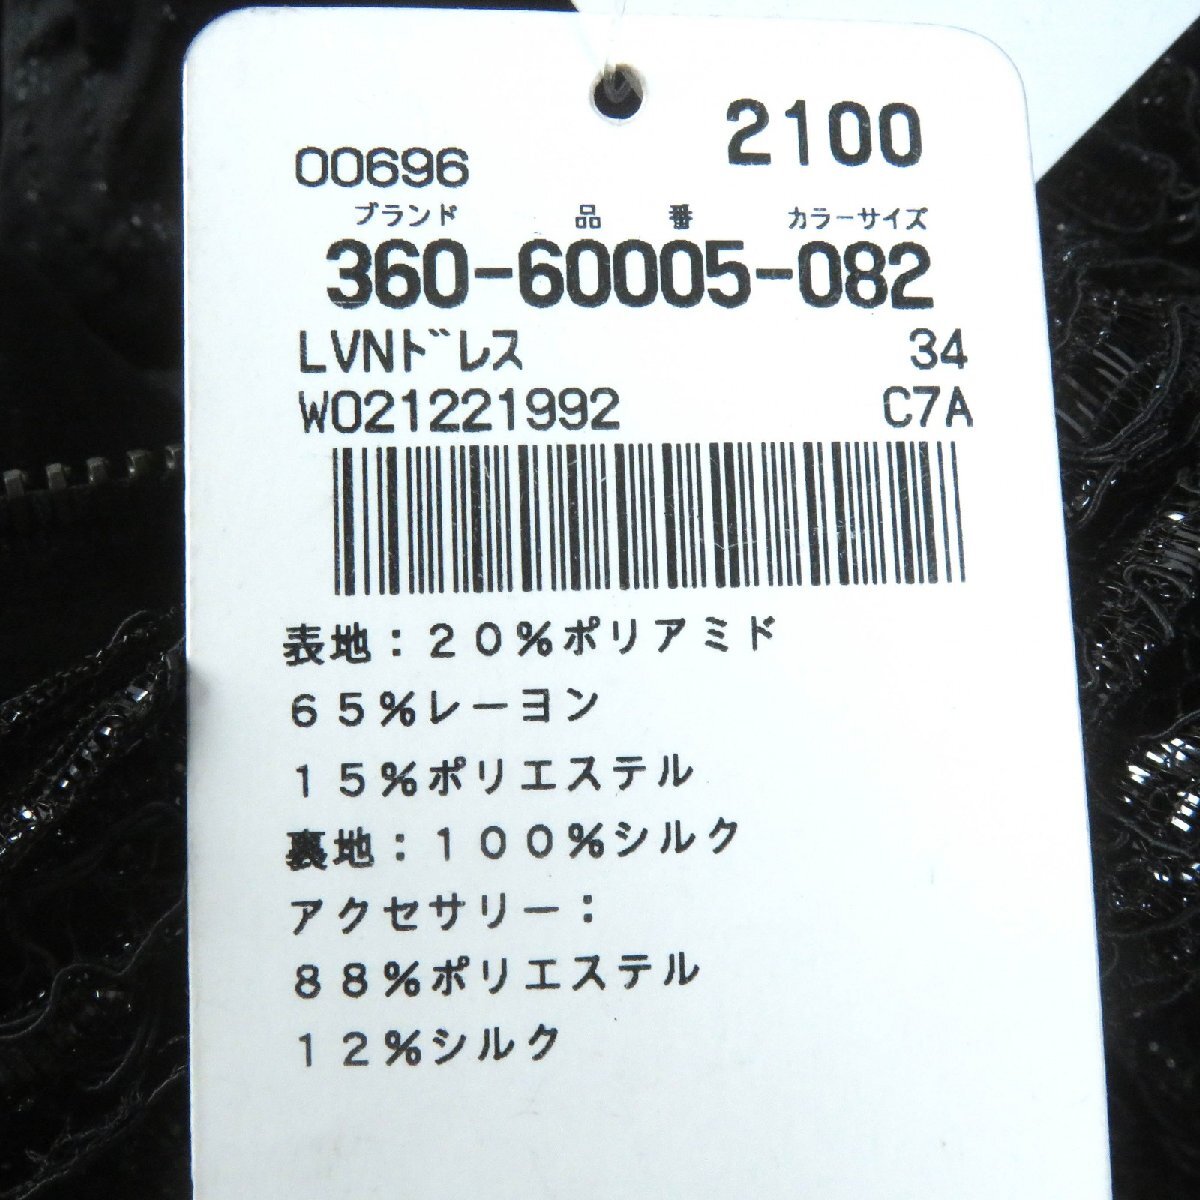 2100
00696
ブランド 品 番 カラーサイズ
360-60005-082
LVNドレス 34
W021221992 C7A
表地：20%ポリアミド
65%レーヨン
15%ポリエステル
裏地：100%シルク
アクセサリー：
88%ポリエステル
12%シルク